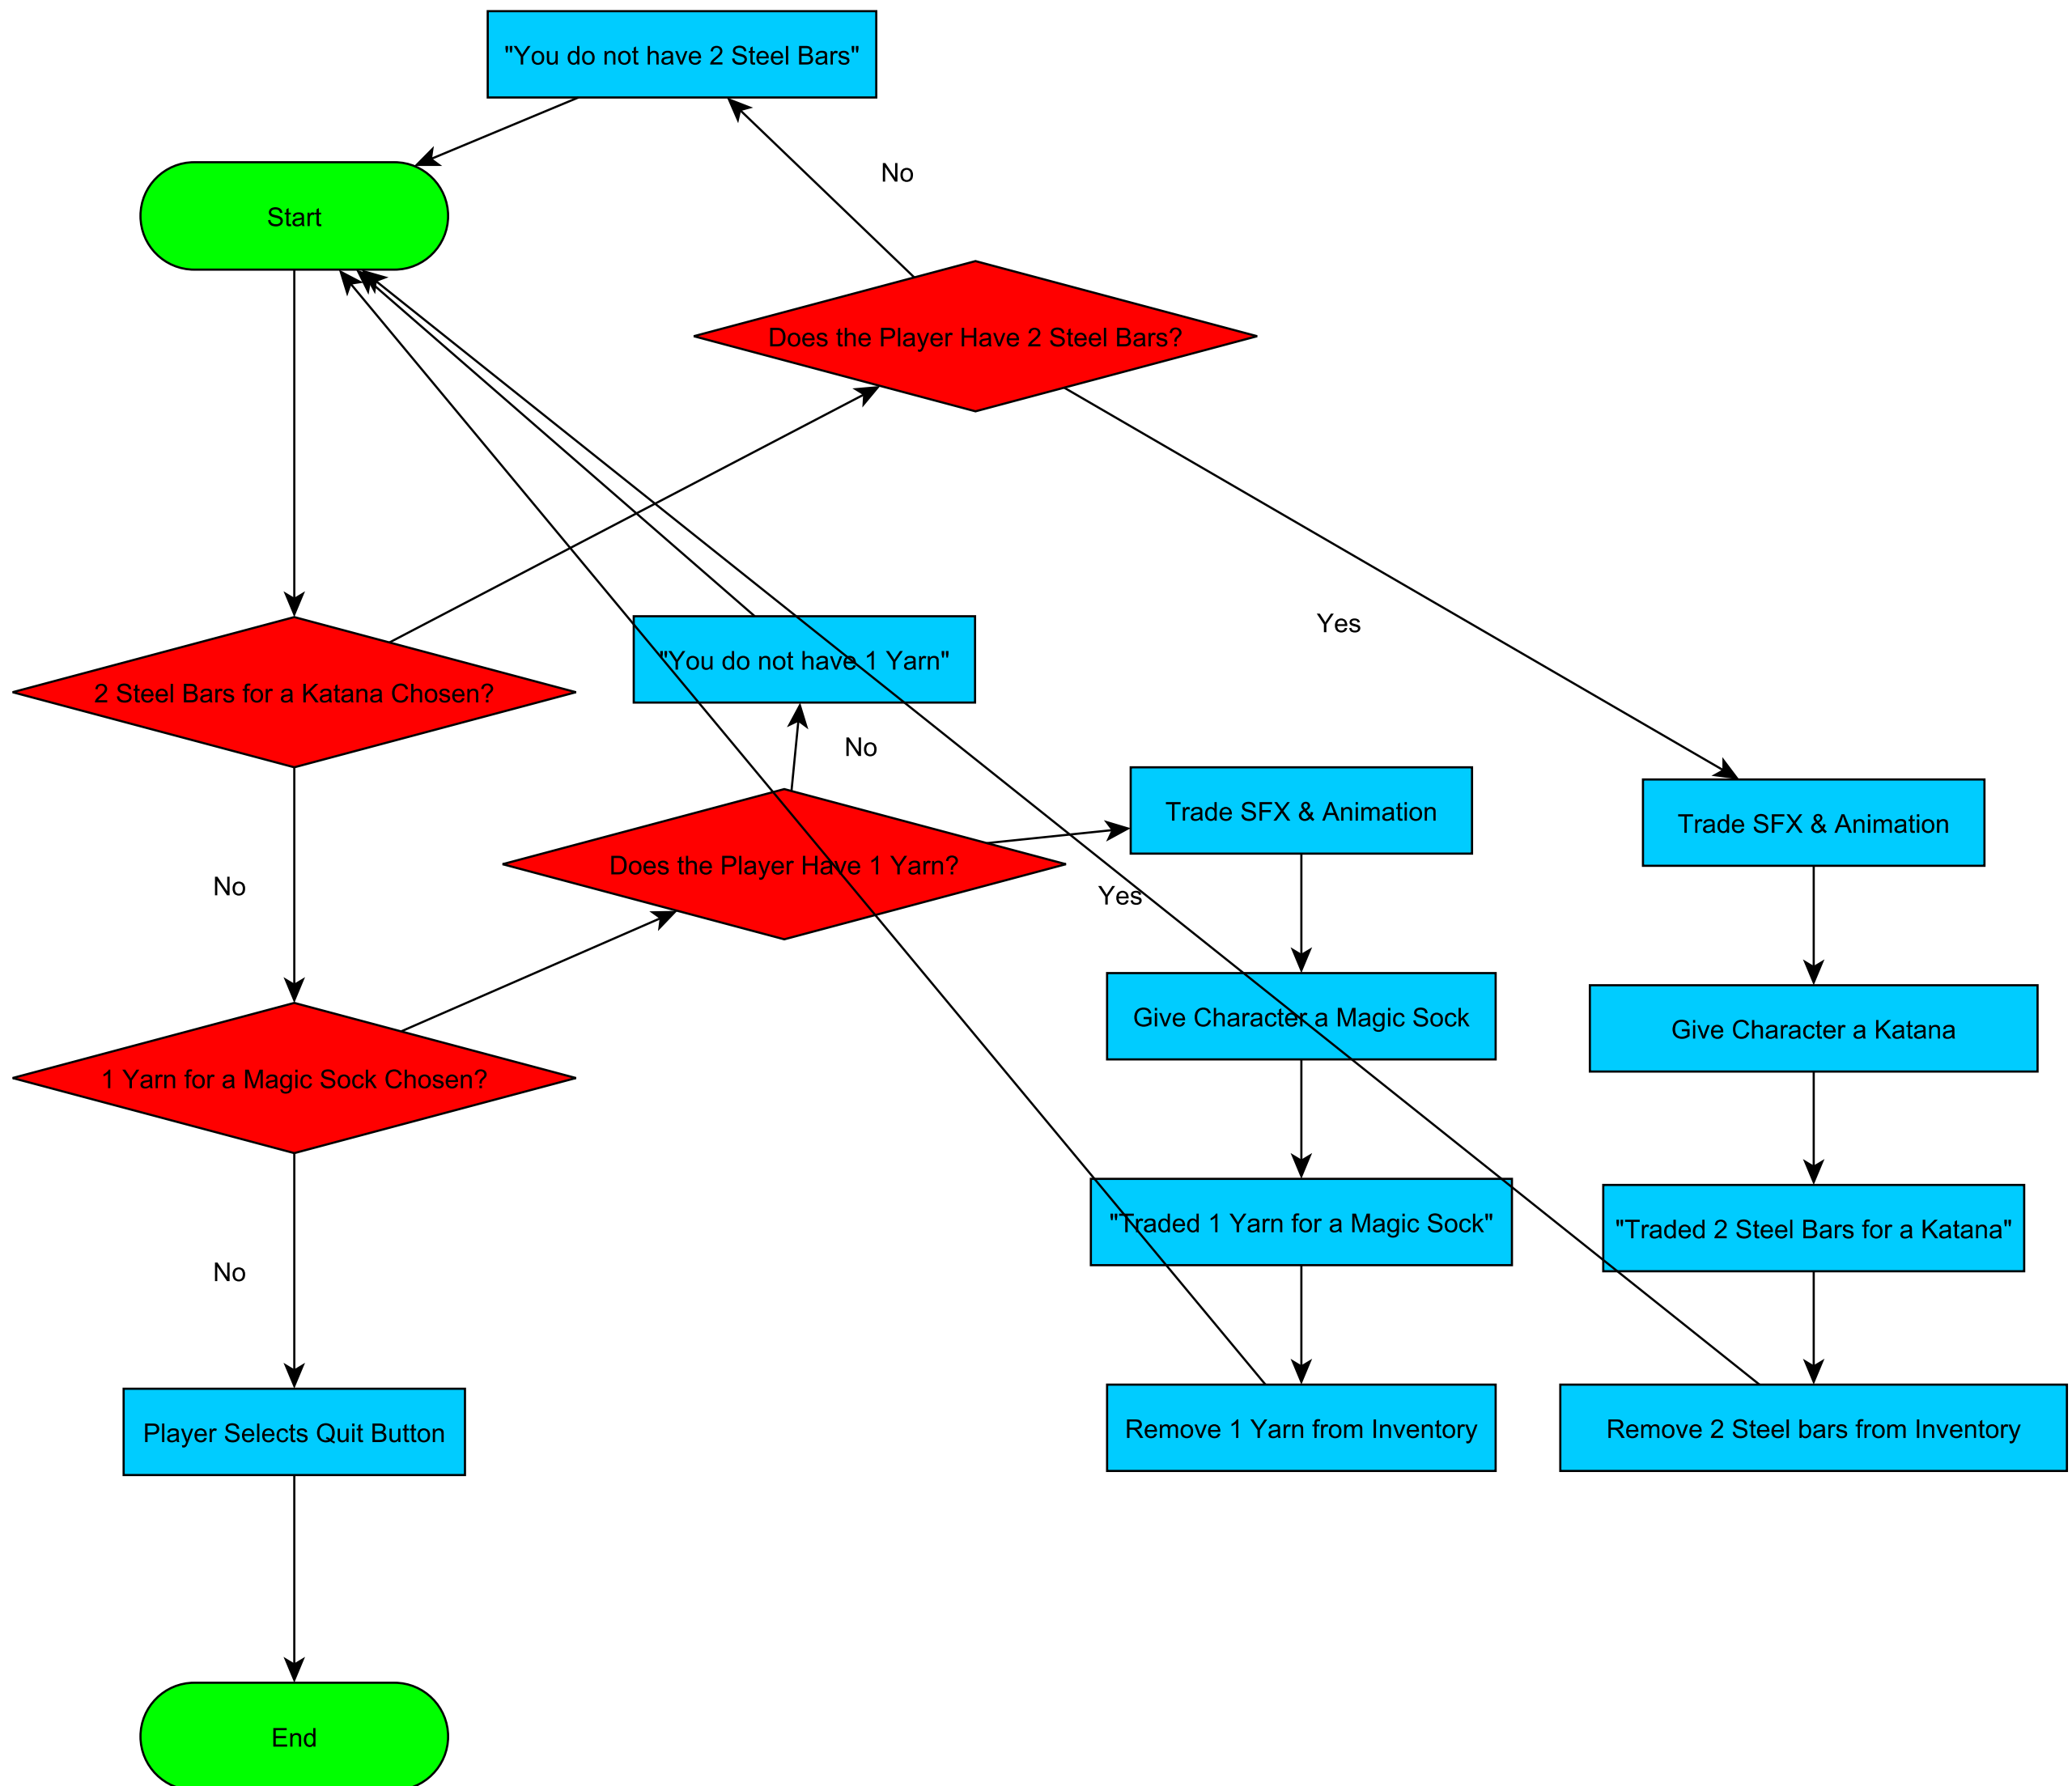 "You do not have 2 Steel Bars"
No
Start
Does the Player Have 2 Steel Bars?
Yes
"You do not have 1 Yarn"
2 Steel Bars for a Katana Chosen?
No
Trade SFX & Animation
Trade SFX & Animation
Does the Player Have 1 Yarn?
No
Yes
Give Character a Magic Sock
Give Character a Katana
1 Yarn for a Magic Sock Chosen?
"Traded 1 Yarn for a Magic Sock"
"Traded 2 Steel Bars for a Katana"
No
Player Selects Quit Button
Remove 1 Yarn from Inventory
Remove 2 Steel bars from Inventory
End